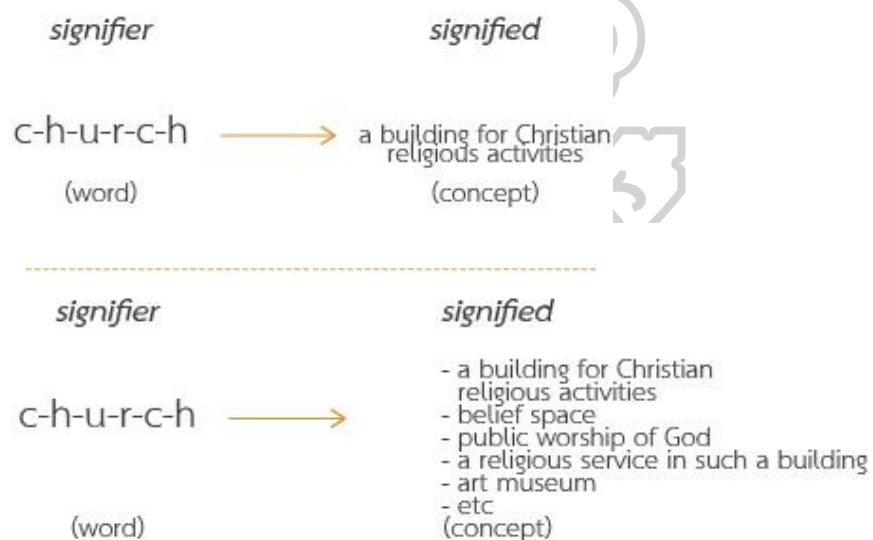 signifier signified
c-h-u-r-c-h a building for Christian
religious activities
(word) (concept)
signifier signified
- a building for Christian
religious activities
c-h-u-r-c-h - belief space
- public worship of God
- a religious service in such a building
- art museum
- etc
(word) (concept)